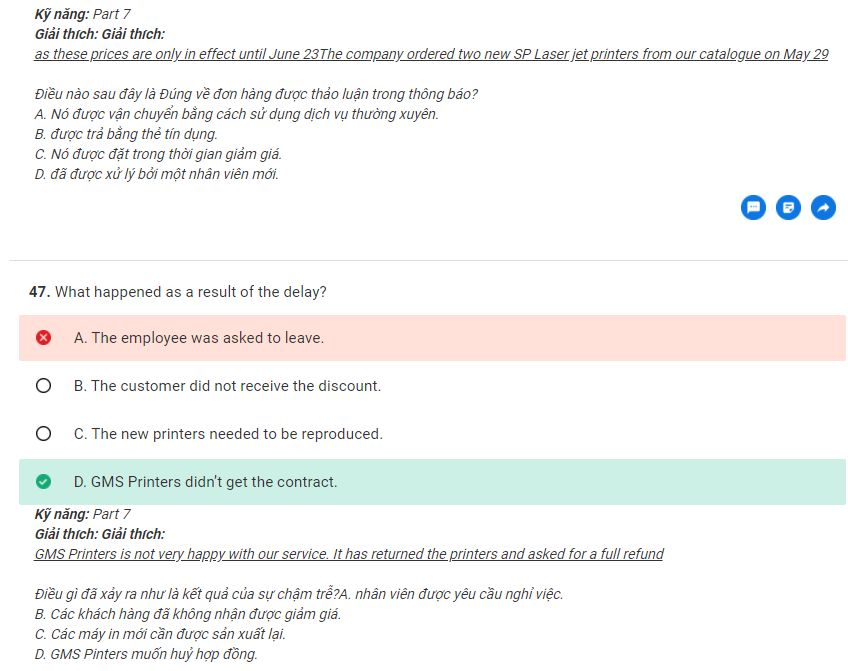 Kỹ năng: Part 7
Giải thích: Giải thích:
as these prices are only in effect until June 23The company ordered two new SP Laser jet printers from our catalogue on May 29
Điều nào sau đây là Đúng về đơn hàng được thảo luận trong thông báo?
A. Nó được vận chuyển bằng cách sử dụng dịch vụ thường xuyên.
B. được trả bằng thẻ tín dụng.
C. Nó được đặt trong thời gian giảm giá.
D. đã được xử lý bởi một nhân viên mới.
47. What happened as a result of the delay?
A. The employee was asked to leave.
B. The customer did not receive the discount.
C. The new printers needed to be reproduced.
D. GMS Printers didn't get the contract.
Kỹ năng: Part 7
Giải thích: Giải thích:
GMS Printers is not very happy with our service. It has returned the printers and asked for a full refund
Điều gì đã xảy ra như là kết quả của sự chậm trễ?A. nhân viên được yêu cầu nghỉ việc.
B. Các khách hàng đã không nhận được giảm giá.
C. Các máy in mới cần được sản xuất lại.
D. GMS Pinters muốn huỷ hợp đồng.